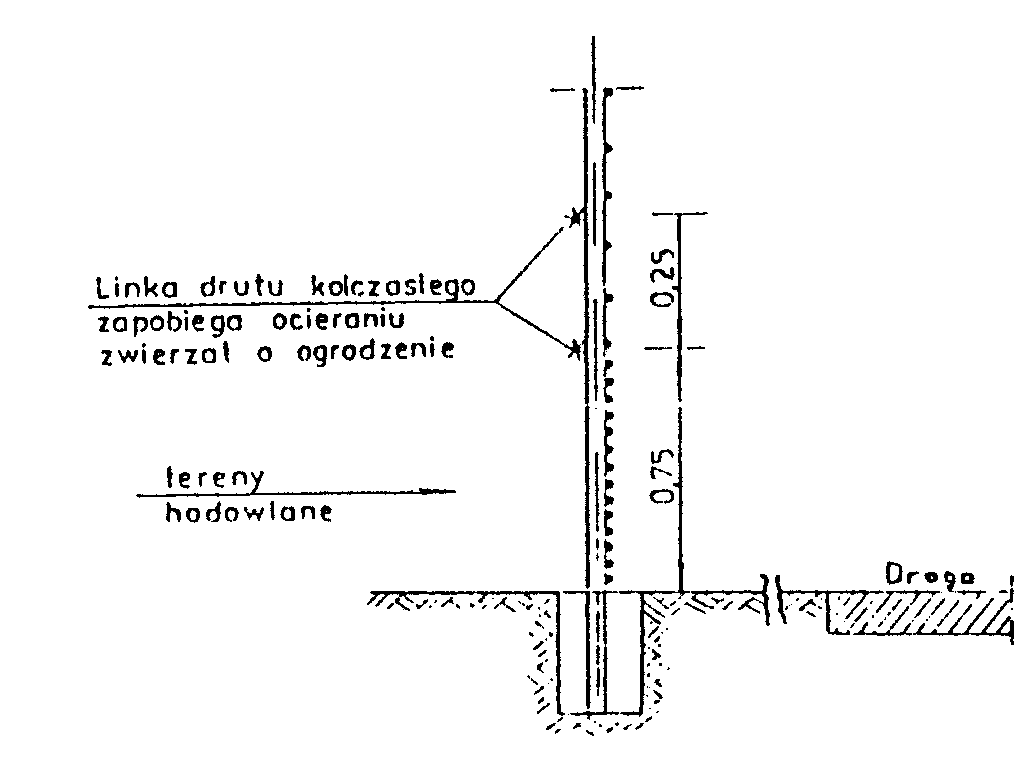 Linka drutu kolczastego
zapobiega ocieraniu
zwierząt o ogrodzenie
0,25
0,75
tereny
hodowlane
Droga